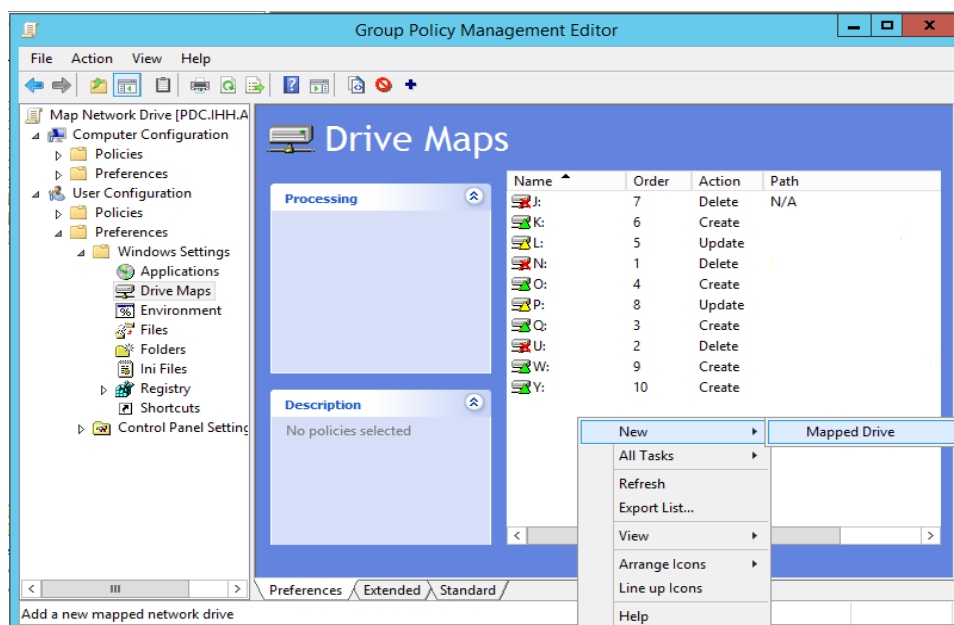 Group Policy Management Editor
File Action View Help
Map Network Drive [PDC.IHH.A
Computer Configuration
Policies
Preferences
User Configuration
Policies
Preferences
Windows Settings
Applications
Drive Maps
Environment
Files
Folders
Ini Files
Registry
Shortcuts
Control Panel Setting
Drive Maps
Processing
Description
No policies selected
Name Order Action Path
J: 7 Delete N/A
K: 6 Create
L: 5 Update
N: 1 Delete
O: 4 Create
P: 8 Update
Q: 3 Create
U: 2 Delete
W: 9 Create
Y: 10 Create
New
Mapped Drive
All Tasks
Refresh
Export List...
View
Arrange Icons
Line up Icons
Help
Preferences Extended Standard
Add a new mapped network drive